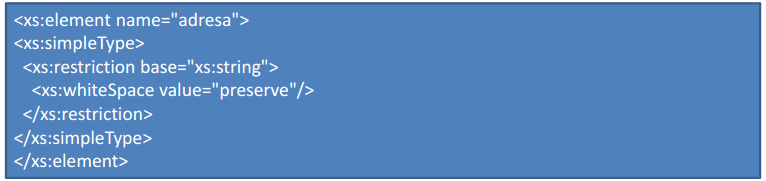 <xs:element name="adresa">
<xs:simpleType>
  <xs:restriction base="xs:string">
    <xs:whiteSpace value="preserve"/>
  </xs:restriction>
</xs:simpleType>
</xs:element>